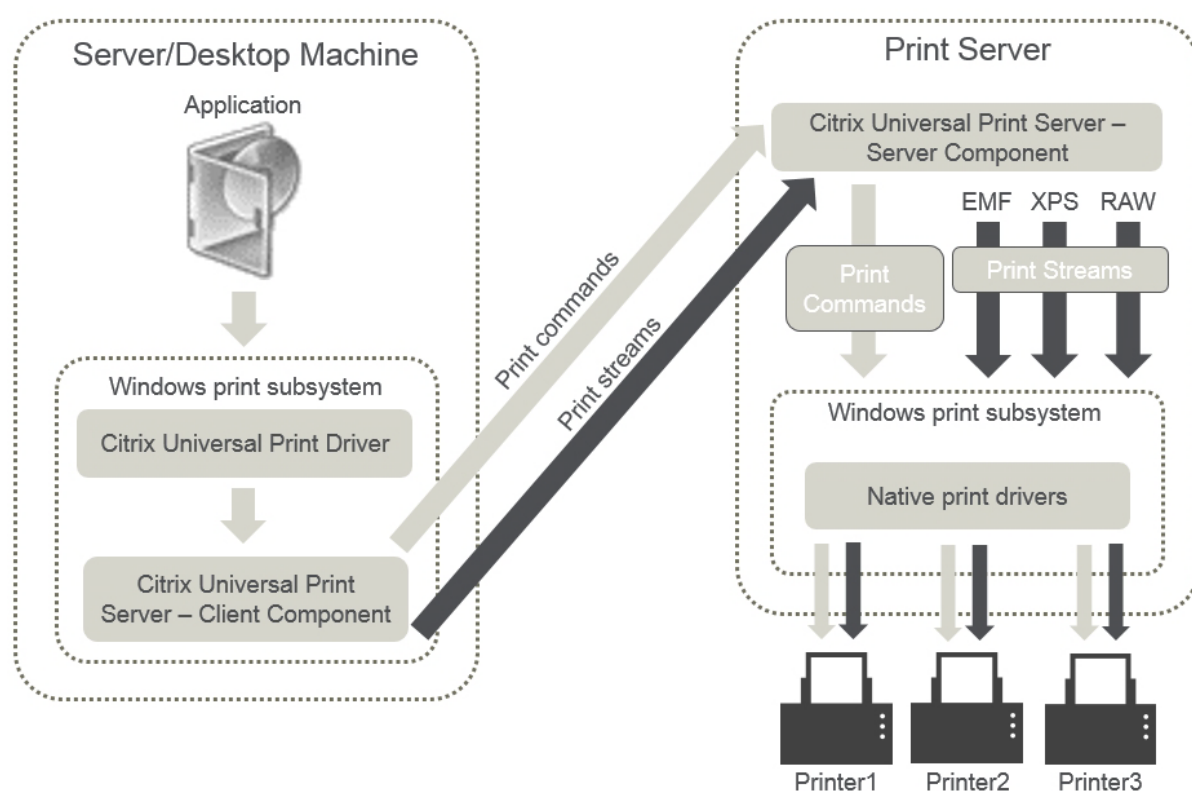 Server/Desktop Machine
Application
Windows print subsystem
Citrix Universal Print Driver
Citrix Universal Print
Server – Client Component
Print commands
Print streams
Print Server
Citrix Universal Print Server –
Server Component
EMF XPS RAW
Print
Commands
Print Streams
Windows print subsystem
Native print drivers
Printer1 Printer2 Printer3